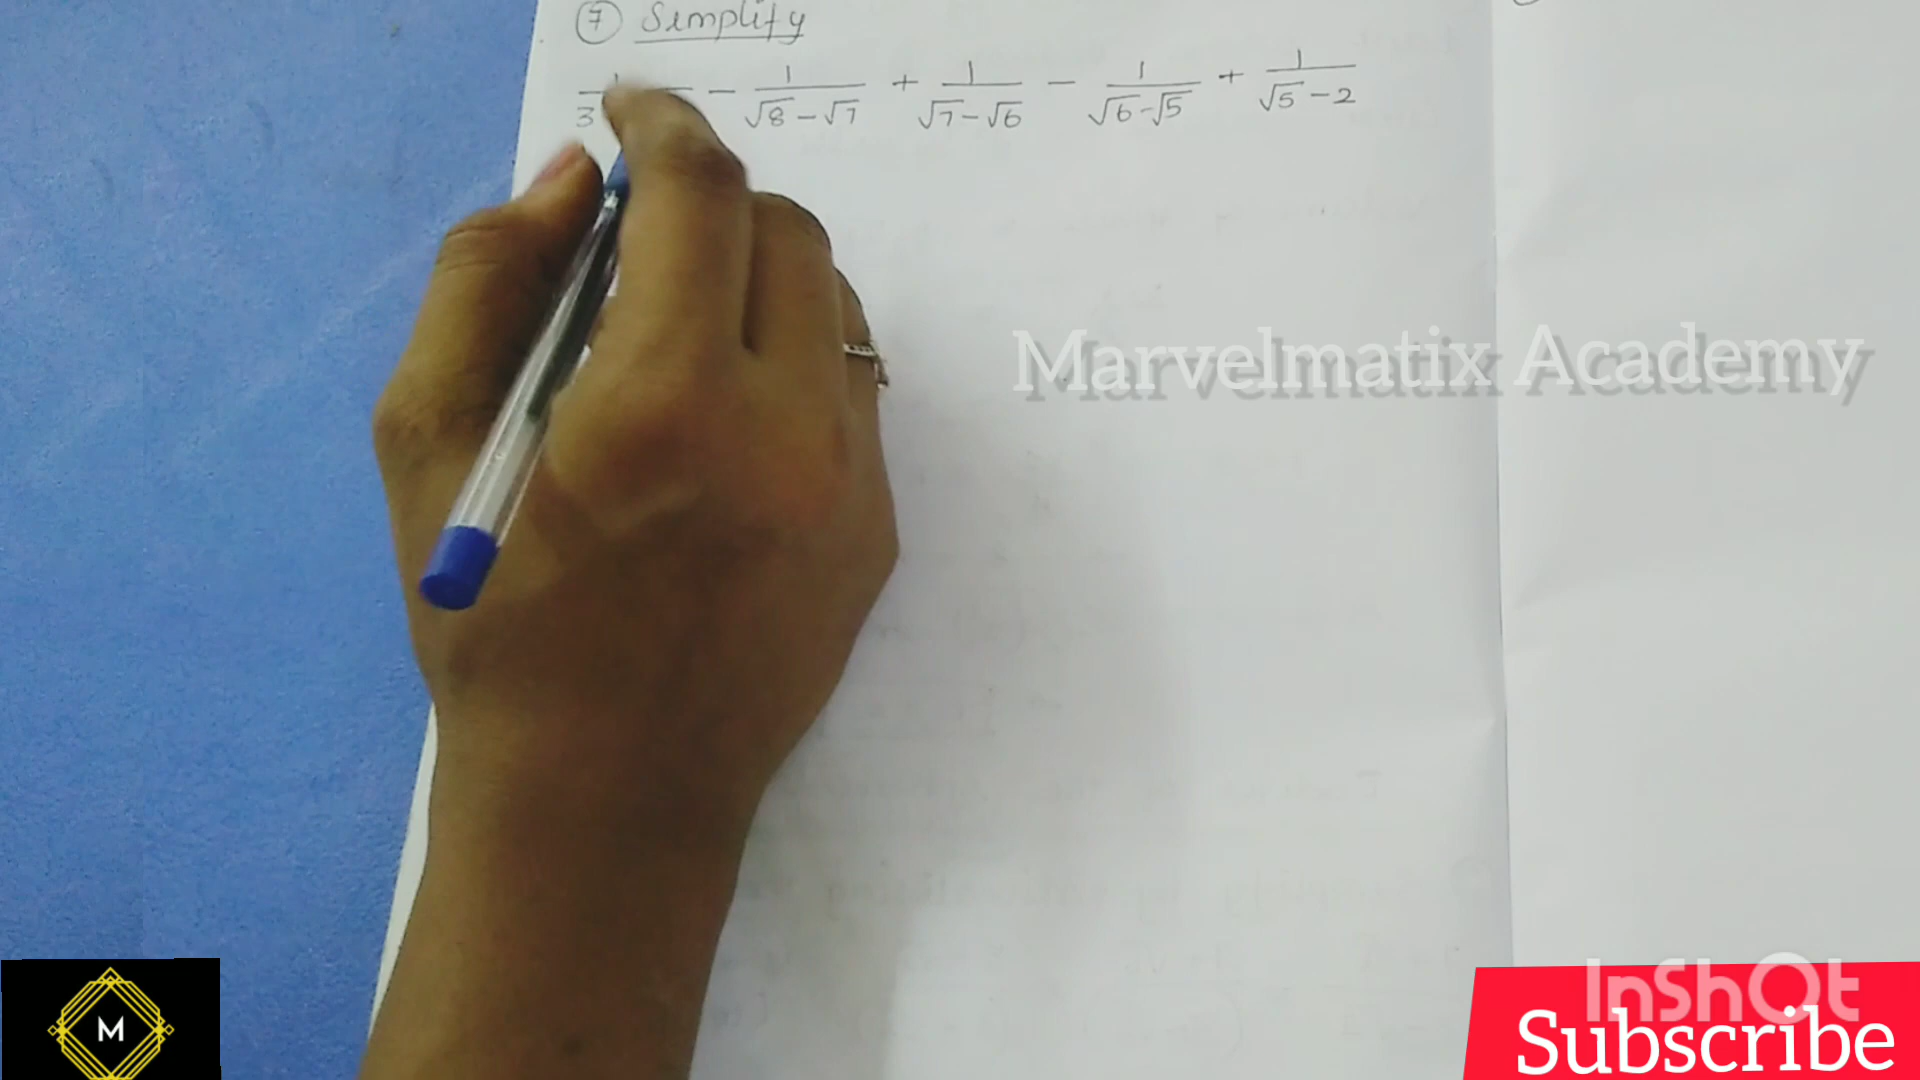 ⑦ Simplify
1/3 - 1/(√8-√7) + 1/(√7-√6) - 1/(√6-√5) + 1/(√5-2)
Marvelmatix Academy
M
InShOt
Subscribe